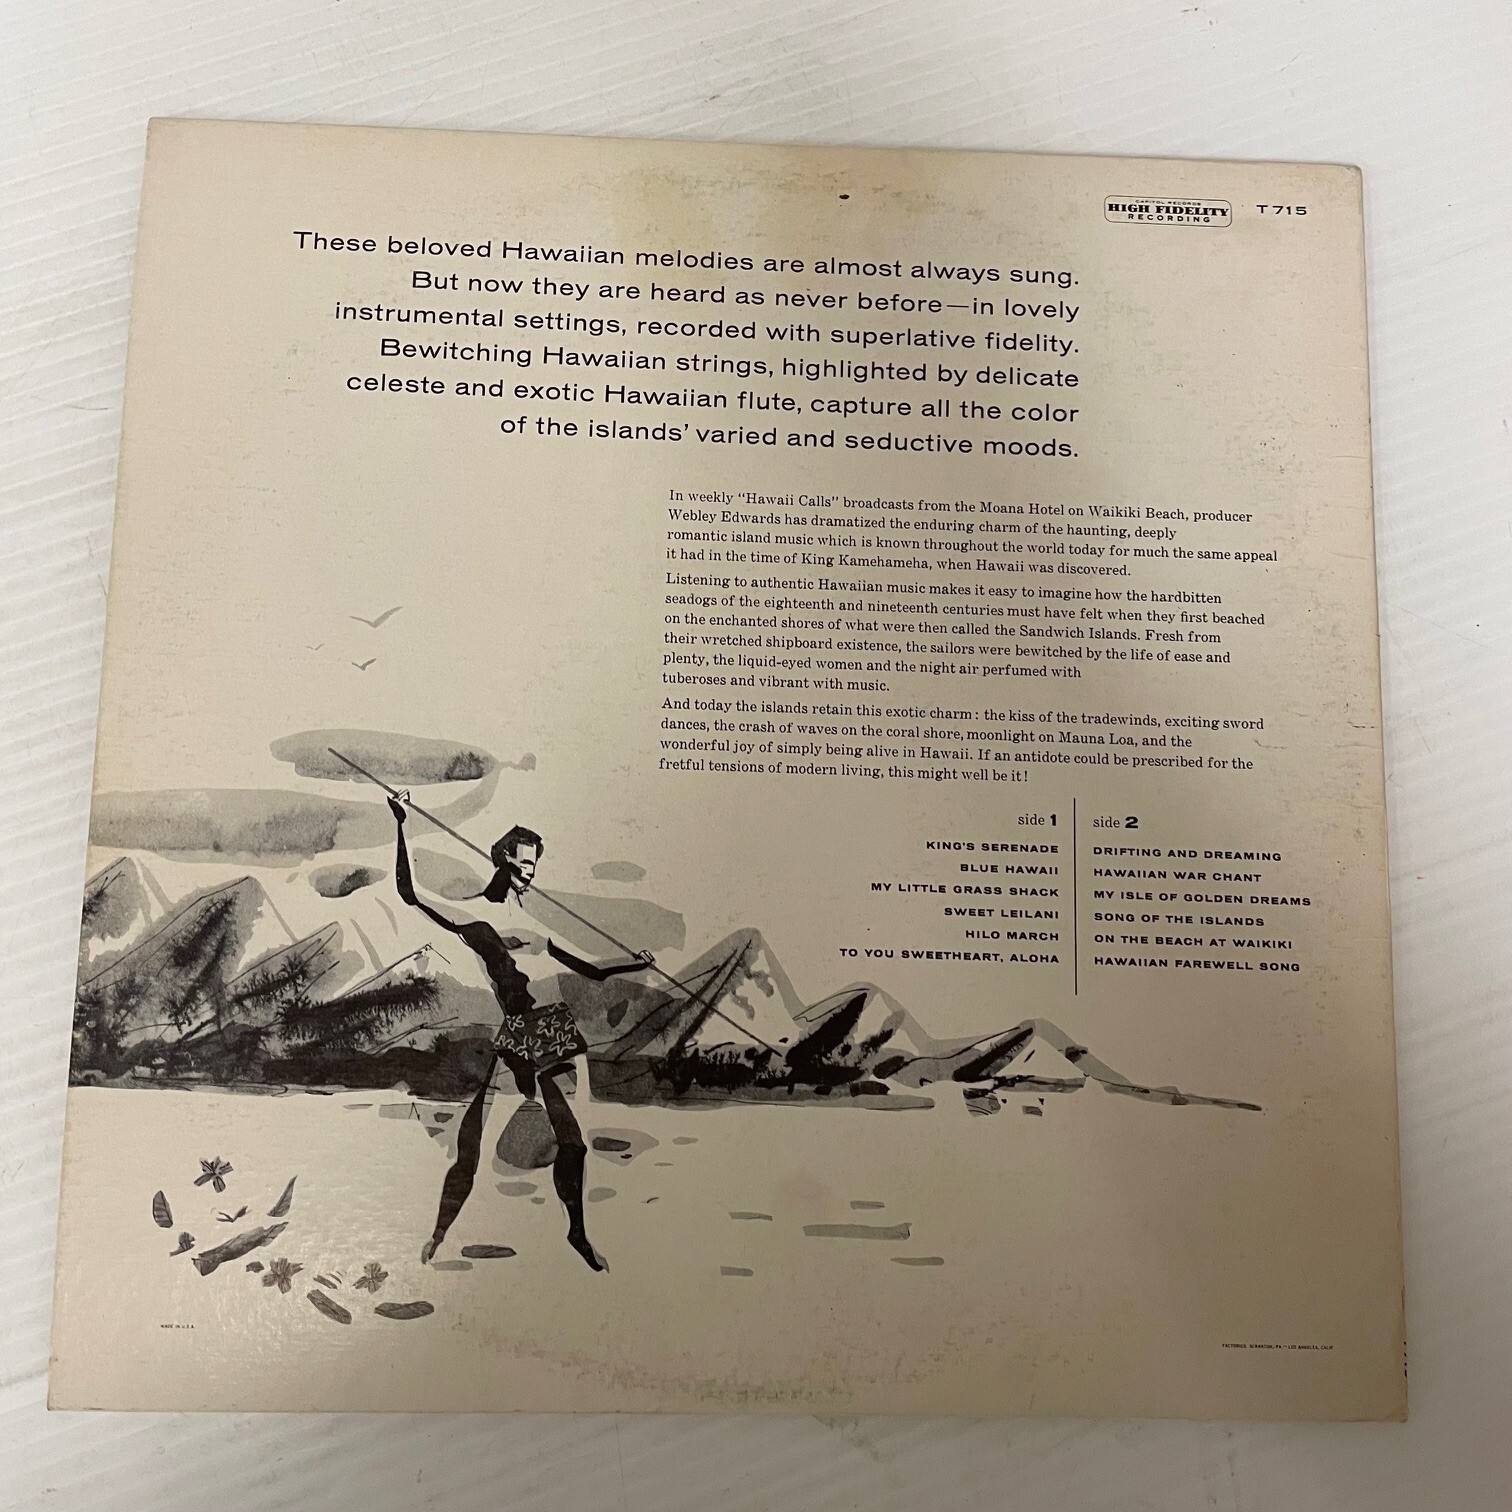 CAPITOL RECORDS
HIGH FIDELITY
RECORDING
T 715
These beloved Hawaiian melodies are almost always sung.
But now they are heard as never before—in lovely
instrumental settings, recorded with superlative fidelity.
Bewitching Hawaiian strings, highlighted by delicate
celeste and exotic Hawaiian flute, capture all the color
of the islands' varied and seductive moods.
In weekly "Hawaii Calls" broadcasts from the Moana Hotel on Waikiki Beach, producer
Webley Edwards has dramatized the enduring charm of the haunting, deeply
romantic island music which is known throughout the world today for much the same appeal
it had in the time of King Kamehameha, when Hawaii was discovered.
Listening to authentic Hawaiian music makes it easy to imagine how the hardbitten
seadogs of the eighteenth and nineteenth centuries must have felt when they first beached
on the enchanted shores of what were then called the Sandwich Islands. Fresh from
their wretched shipboard existence, the sailors were bewitched by the life of ease and
plenty, the liquid-eyed women and the night air perfumed with
tuberoses and vibrant with music.
And today the islands retain this exotic charm: the kiss of the tradewinds, exciting sword
dances, the crash of waves on the coral shore, moonlight on Mauna Loa, and the
wonderful joy of simply being alive in Hawaii. If an antidote could be prescribed for the
fretful tensions of modern living, this might well be it!
side 1
KING'S SERENADE
BLUE HAWAII
MY LITTLE GRASS SHACK
SWEET LEILANI
HILO MARCH
TO YOU SWEETHEART, ALOHA
side 2
DRIFTING AND DREAMING
HAWAIIAN WAR CHANT
MY ISLE OF GOLDEN DREAMS
SONG OF THE ISLANDS
ON THE BEACH AT WAIKIKI
HAWAIIAN FAREWELL SONG
MADE IN U.S.A.
FACTORIES: SCRANTON, PA. — LOS ANGELES, CALIF.